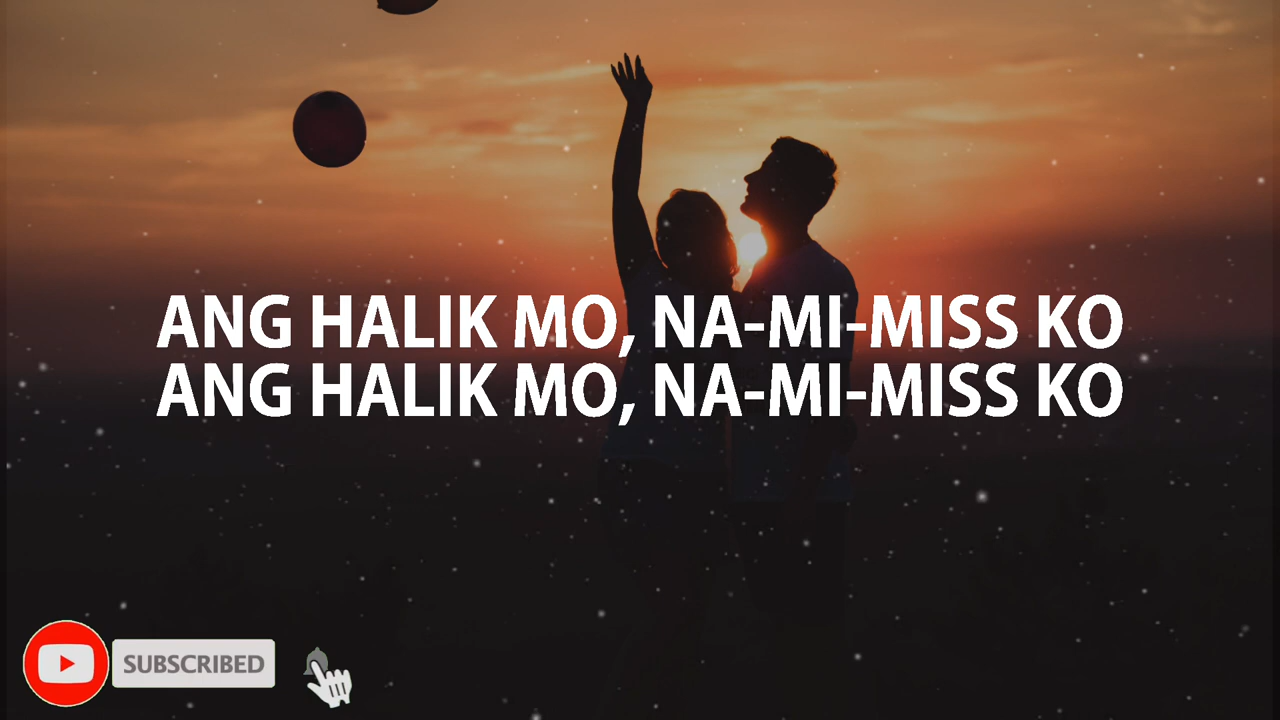 ANG HALIK MO, NA-MI-MISS KO
ANG HALIK MO, NA-MI-MISS KO
SUBSCRIBED